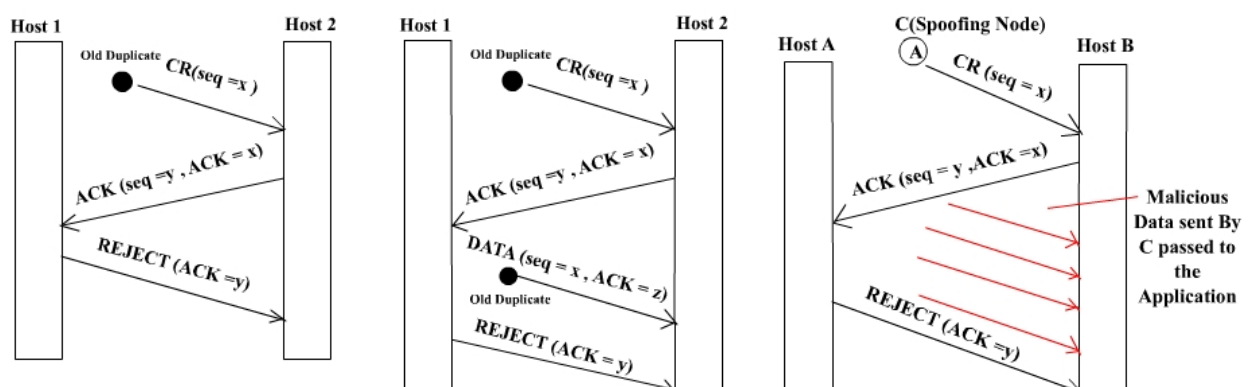 Host 1
Host 2
Old Duplicate
CR(seq =x )
ACK (seq =y , ACK = x)
REJECT (ACK =y)
Host 1
Host 2
Old Duplicate
CR(seq =x )
ACK (seq =y , ACK = x)
DATA (seq = x , ACK = z)
Old Duplicate
REJECT (ACK = y)
C(Spoofing Node)
Host A
A
Host B
CR (seq = x)
ACK (seq = y ,ACK=x)
Malicious
Data sent By
C passed to
the
Application
REJECT (ACK =y)